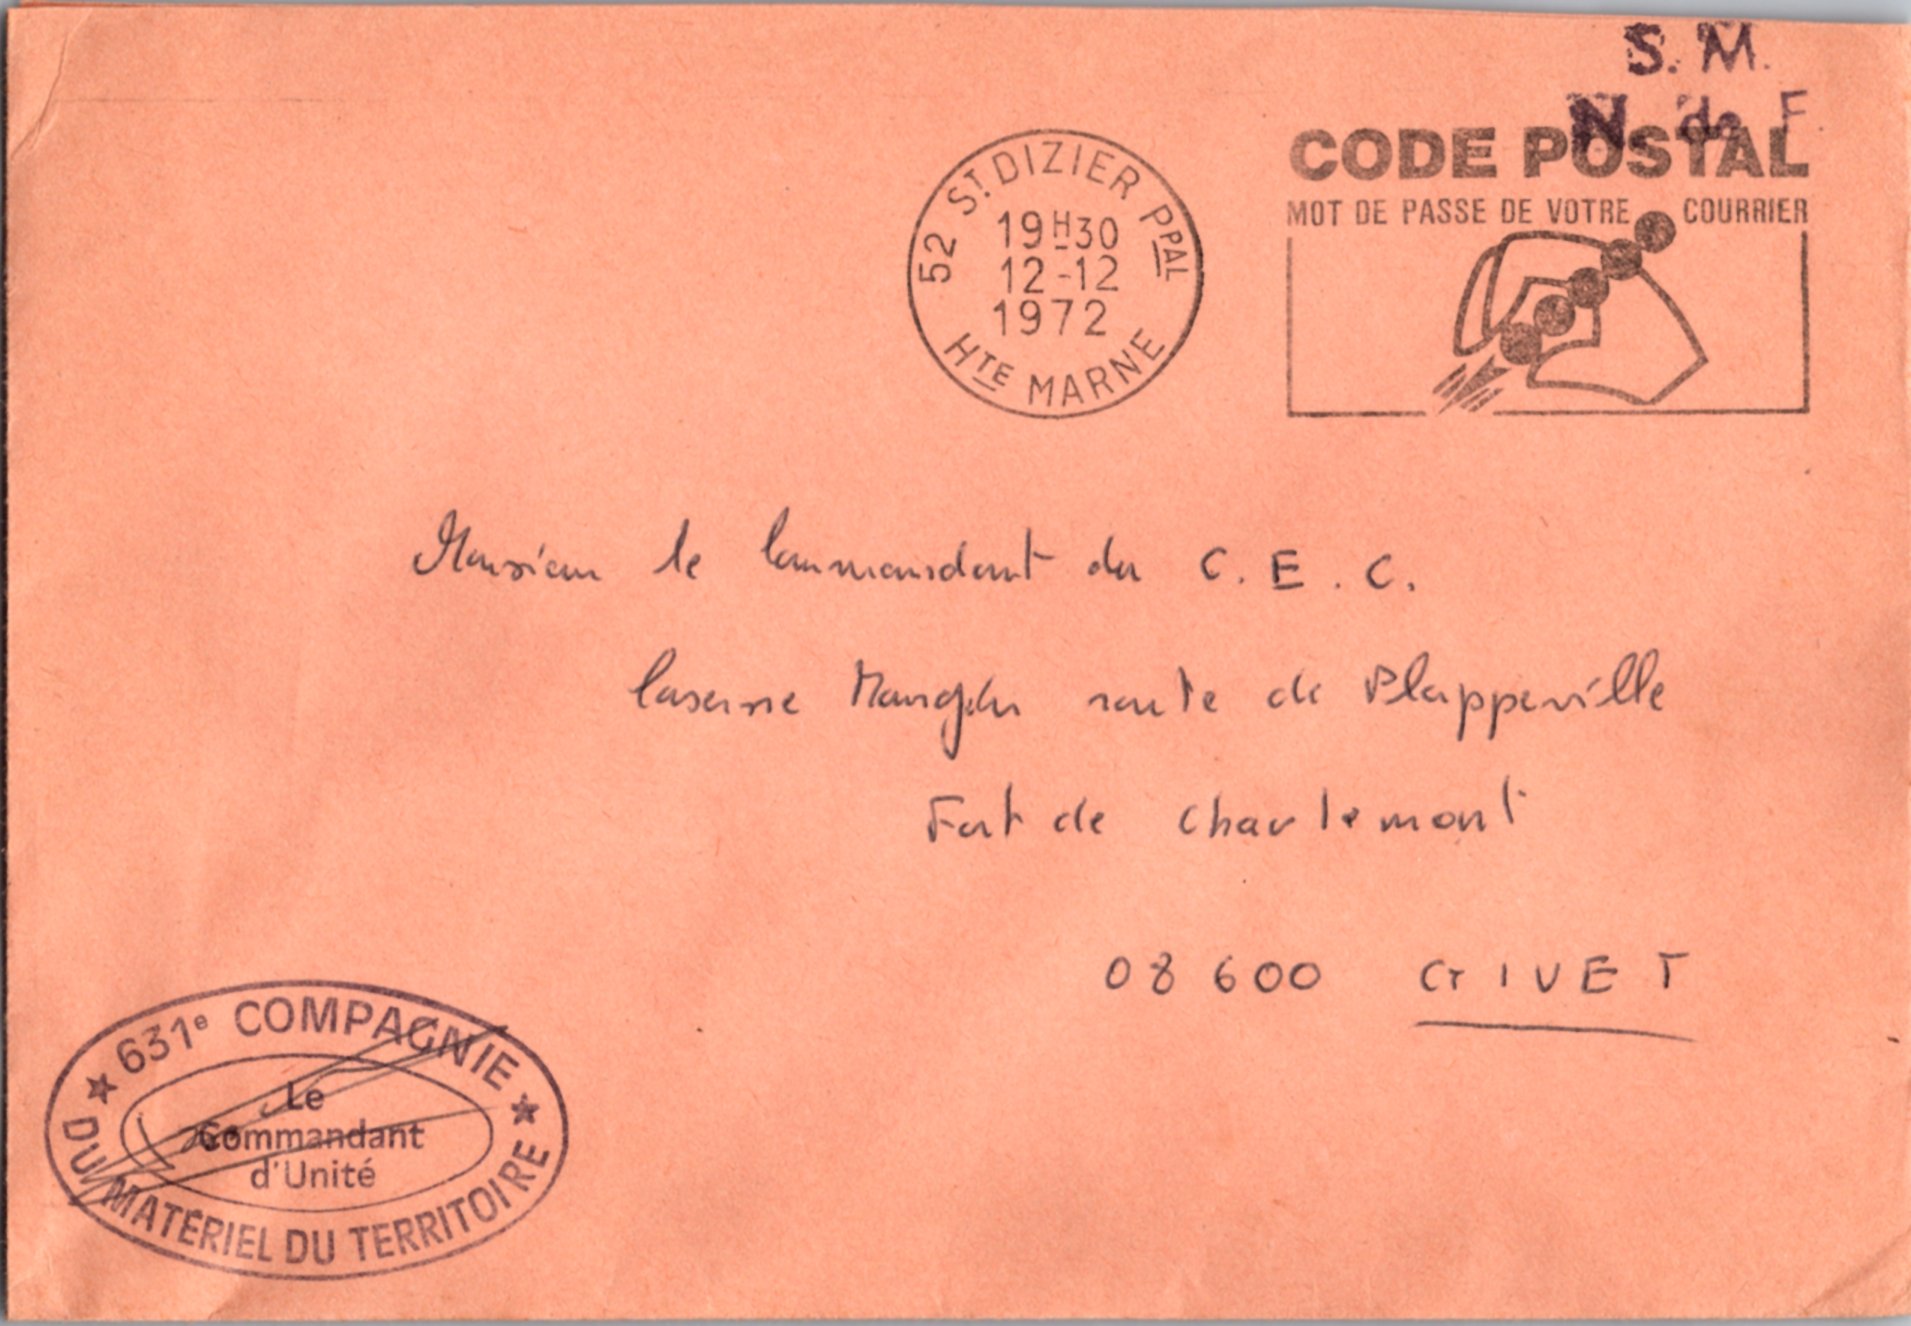 S. M.
N. de F.
CODE POSTAL
MOT DE PASSE DE VOTRE COURRIER
52 ST. DIZIER PPAL
19H30
12-12
1972
HTE MARNE
Monsieur le Commandant du C. E. C.
Caserne route de Plappeville
Fort de Charlemont
08 600 GIVET
★ 631e COMPAGNIE ★
Le
Commandant
d'Unité
DU MATÉRIEL DU TERRITOIRE